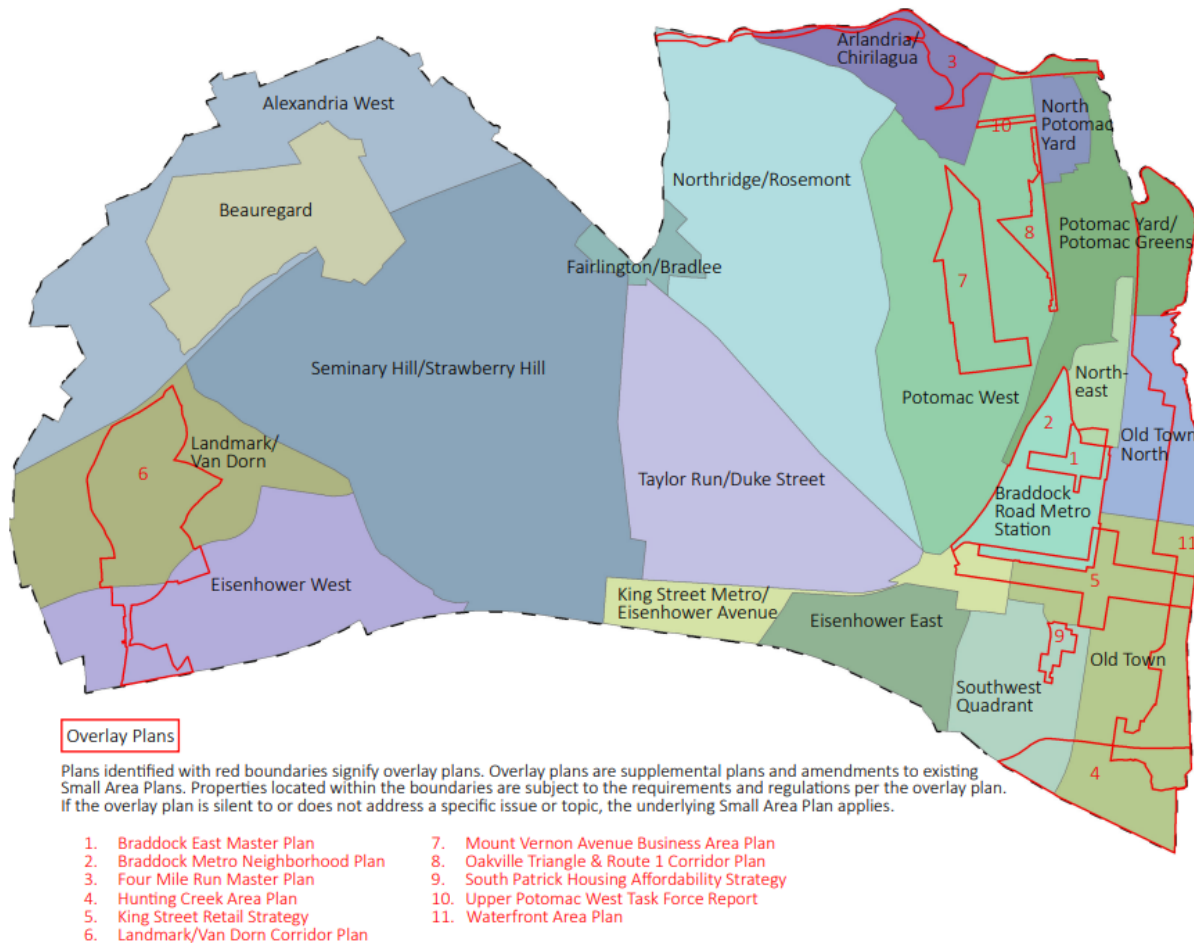 Alexandria West
Beauregard
Arlandria/
Chirilagua
3
10
North
Potomac
Yard
Northridge/Rosemont
8
Potomac Yard/
Potomac Greens
Fairlington/Bradlee
7
Seminary Hill/Strawberry Hill
Potomac West
North-
east
2
Landmark/
Van Dorn
6
Old Town
North
1
Taylor Run/Duke Street
Braddock
Road Metro
Station
11
5
Eisenhower West
King Street Metro/
Eisenhower Avenue
Eisenhower East
9
Old Town
Southwest
Quadrant
4
Overlay Plans
Plans identified with red boundaries signify overlay plans. Overlay plans are supplemental plans and amendments to existing
Small Area Plans. Properties located within the boundaries are subject to the requirements and regulations per the overlay plan.
If the overlay plan is silent to or does not address a specific issue or topic, the underlying Small Area Plan applies.
1. Braddock East Master Plan
2. Braddock Metro Neighborhood Plan
3. Four Mile Run Master Plan
4. Hunting Creek Area Plan
5. King Street Retail Strategy
6. Landmark/Van Dorn Corridor Plan
7. Mount Vernon Avenue Business Area Plan
8. Oakville Triangle & Route 1 Corridor Plan
9. South Patrick Housing Affordability Strategy
10. Upper Potomac West Task Force Report
11. Waterfront Area Plan